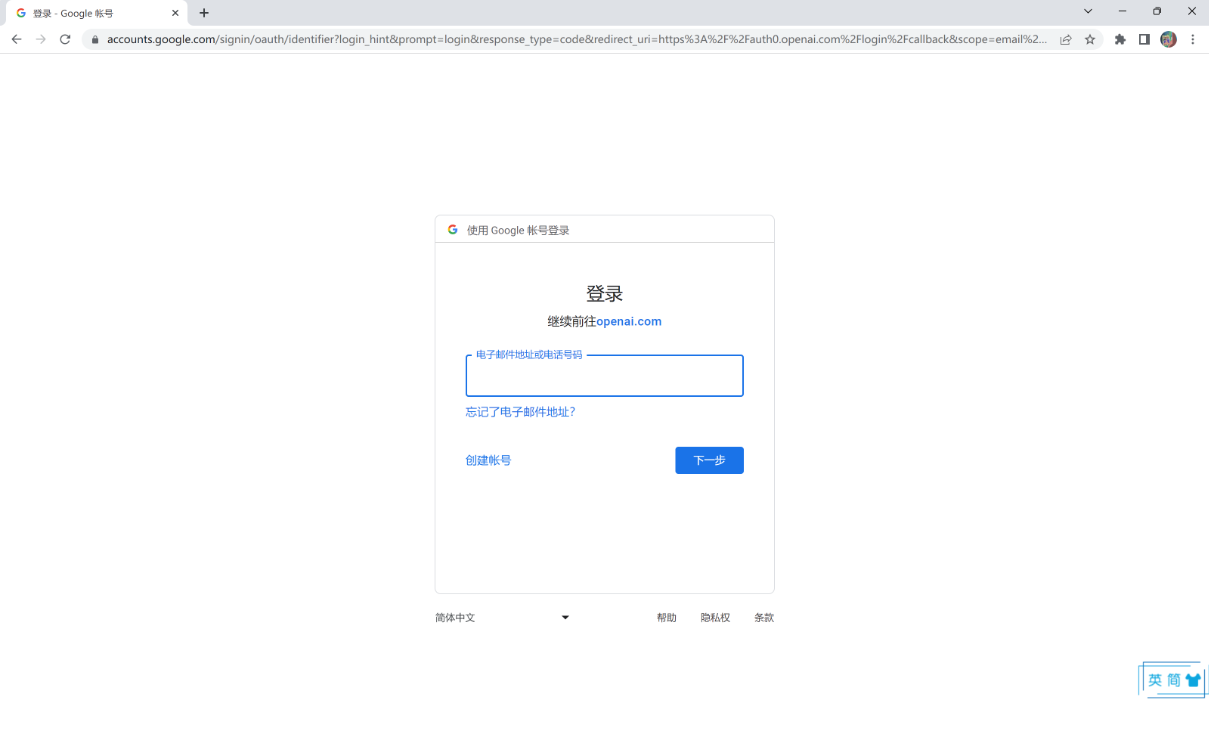 登录 - Google 帐号
accounts.google.com/signin/oauth/identifier?login_hint&prompt=login&response_type=code&redirect_uri=https%3A%2F%2Fauth0.openai.com%2Flogin%2Fcallback&scope=email%2...
使用 Google 帐号登录
登录
继续前往openai.com
电子邮件地址或电话号码
忘记了电子邮件地址?
创建帐号
下一步
简体中文
帮助
隐私权
条款
英 简